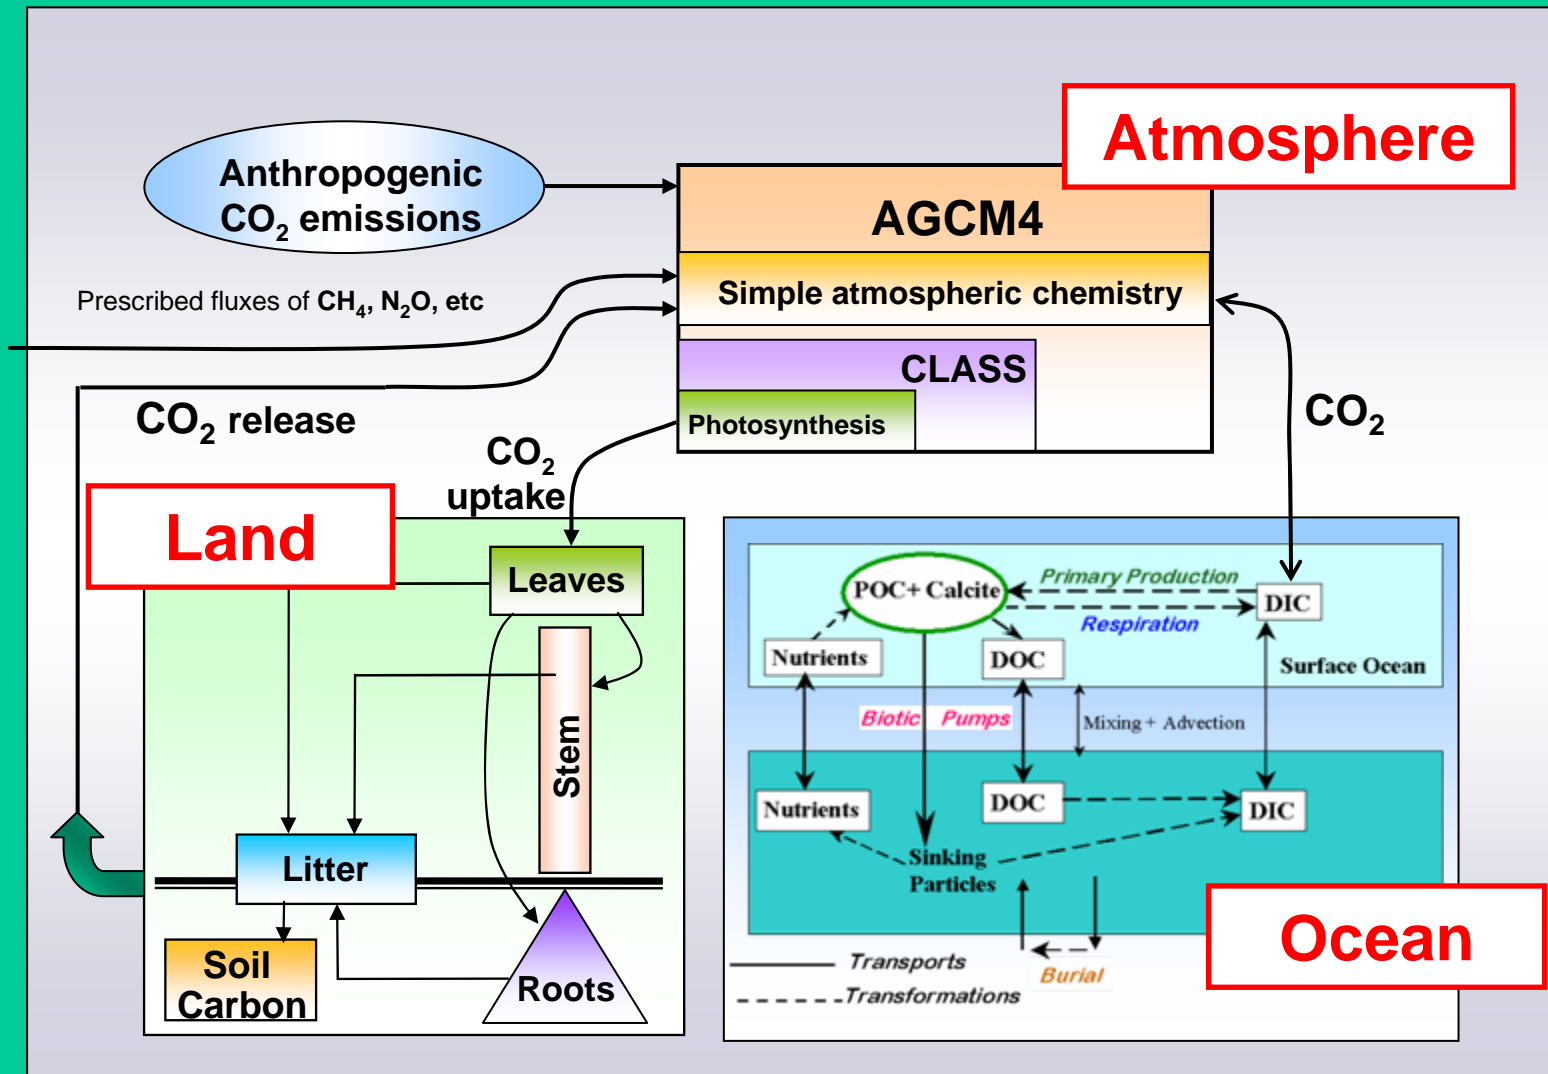 Atmosphere
Anthropogenic
CO₂ emissions
AGCM4
Simple atmospheric chemistry
Prescribed fluxes of CH₄, N₂O, etc
CLASS
Photosynthesis
CO₂ release
CO₂
uptake
CO₂
Land
Leaves
Stem
Litter
Soil
Carbon
Roots
POC+ Calcite
Primary Production
DIC
Respiration
Nutrients
DOC
Surface Ocean
Biotic Pumps
Mixing + Advection
Nutrients
DOC
DIC
Sinking
Particles
Ocean
Transports
Burial
Transformations